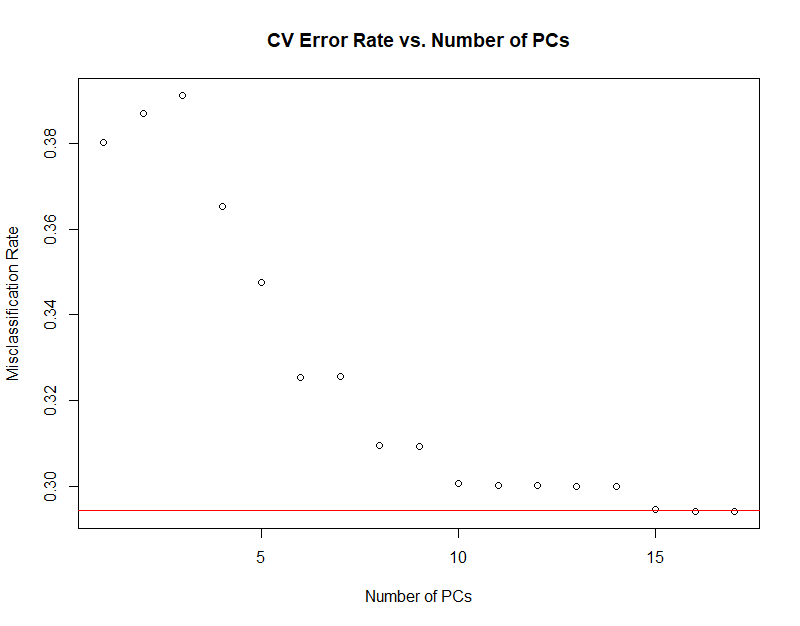 CV Error Rate vs. Number of PCs
Misclassification Rate
0.38
0.36
0.34
0.32
0.30
5
10
15
Number of PCs